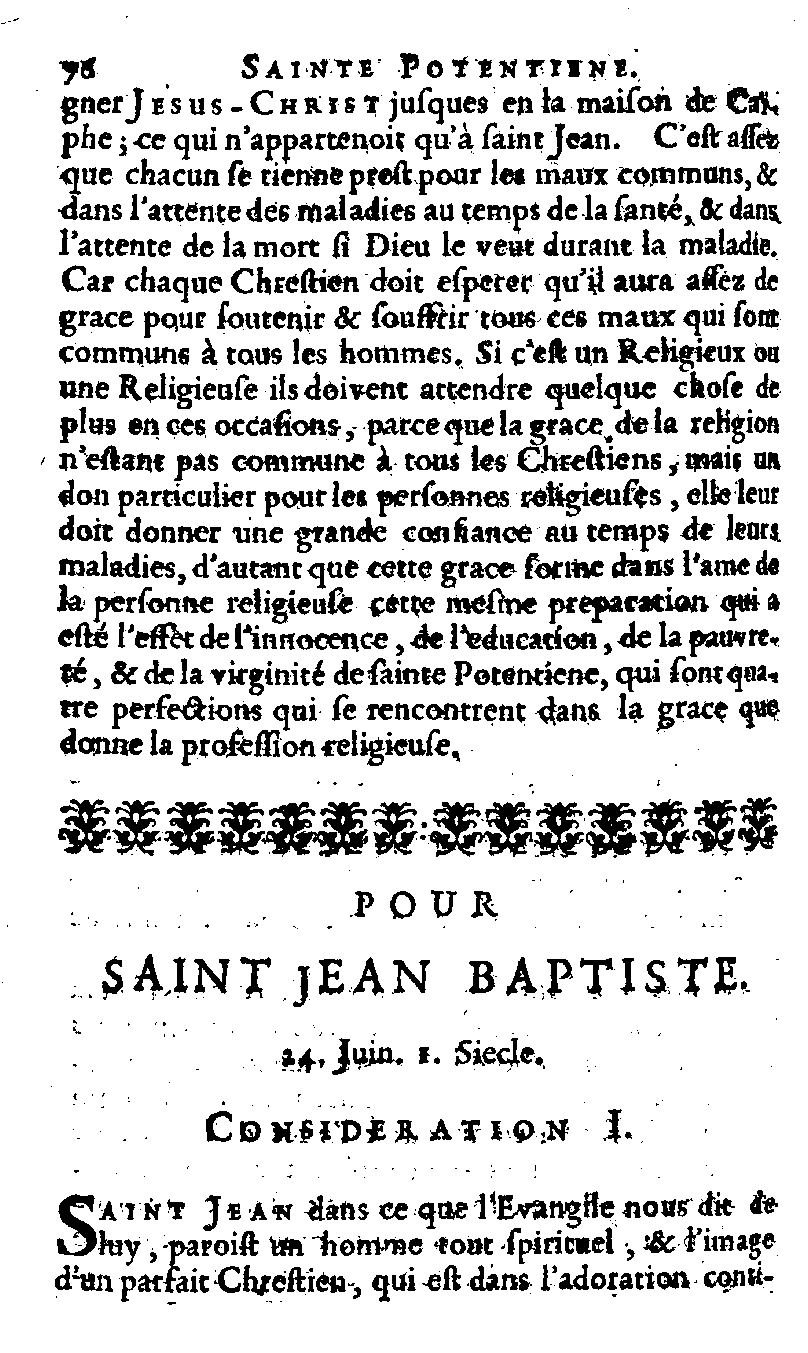 76 SAINTE POTENTIENE.
gner JESUS-CHRIST juſques en la maiſon de Caï-
phe; ce qui n'appartenoit qu'à ſaint Jean. C'eſt aſſez
que chacun ſe tienne preſt pour les maux communs, &
dans l'attente des maladies au temps de la ſanté, & dans
l'attente de la mort ſi Dieu le veut durant la maladie.
Car chaque Chreſtien doit eſperer qu'il aura aſſez de
grace pour ſoutenir & ſouffrir tous ces maux qui ſont
communs à tous les hommes. Si c'eſt un Religieux ou
une Religieuſe ils doivent attendre quelque choſe de
plus en ces occaſions, parce que la grace de la religion
n'eſtant pas commune à tous les Chreſtiens, mais un
don particulier pour les perſonnes religieuſes, elle leur
doit donner une grande confiance au temps de leurs
maladies, d'autant que cette grace forme dans l'ame de
la perſonne religieuſe cette meſme preparation qui a
eſté l'effet de l'innocence, de l'education, de la pauvre-
té, & de la virginité de ſainte Potentiene, qui ſont qua-
tre perfections qui ſe rencontrent dans la grace que
donne la profeſſion religieuſe.
POUR
SAINT JEAN BAPTISTE.
24. Juin. 1. Siecle.
CONSIDERATION I.
SAINT JEAN dans ce que l'Evangile nous dit de
luy, paroiſt un homme tout ſpirituel, & l'image
d'un parfait Chreſtien, qui eſt dans l'adoration conti-